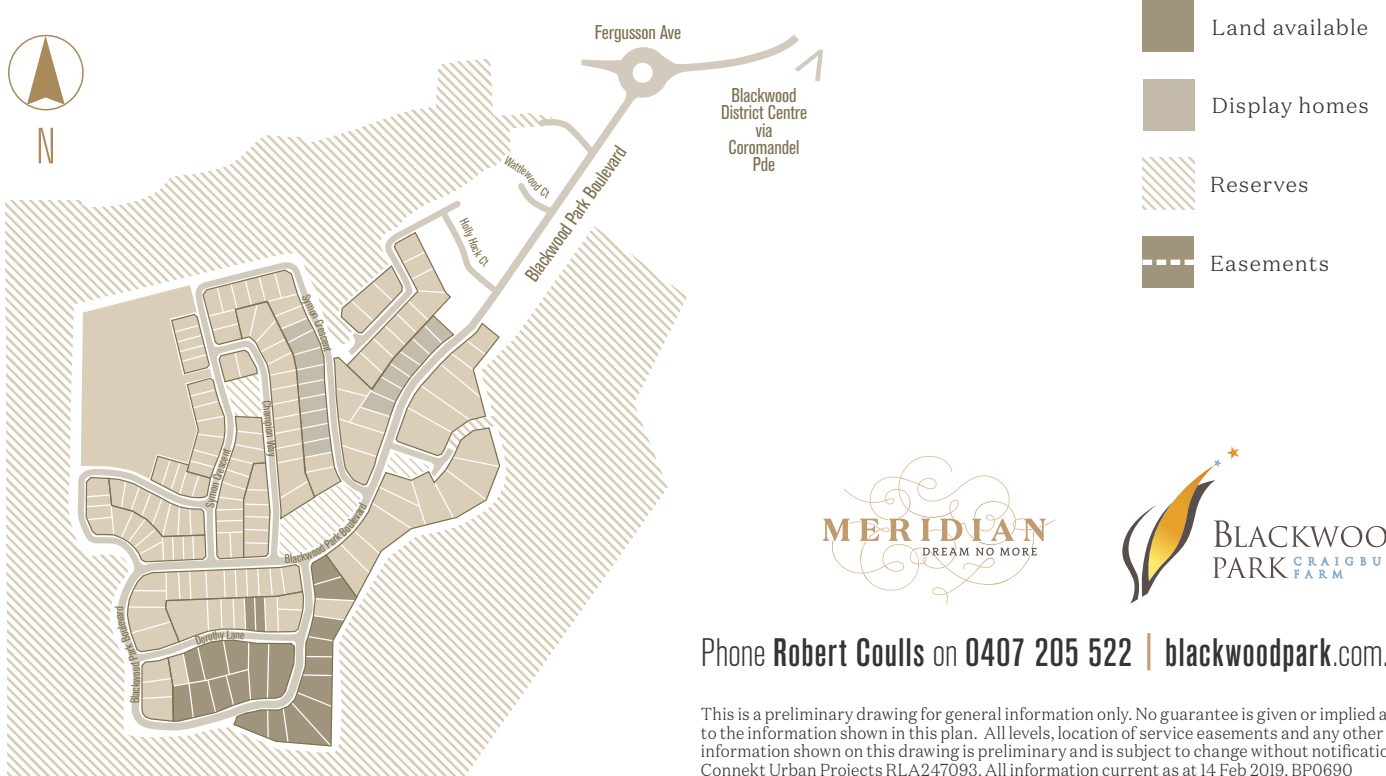 Land available
Display homes
Reserves
Easements
N
Fergusson Ave
Blackwood
District Centre
via
Coromandel
Pde
Wattlewood Ct
Blackwood Park Boulevard
Holly Hock Ct
Symon Crescent
Champion Way
Symon Crescent
Blackwood Park Boulevard
Blackwood Park Boulevard
Dorothy Lane
MERIDIAN
DREAM NO MORE
BLACKWOO
PARK CRAIGBU
FARM
Phone Robert Coulls on 0407 205 522 | blackwoodpark.com.
This is a preliminary drawing for general information only. No guarantee is given or implied a
to the information shown in this plan. All levels, location of service easements and any other
information shown on this drawing is preliminary and is subject to change without notificatio
Connekt Urban Projects RLA247093. All information current as at 14 Feb 2019. BP0690